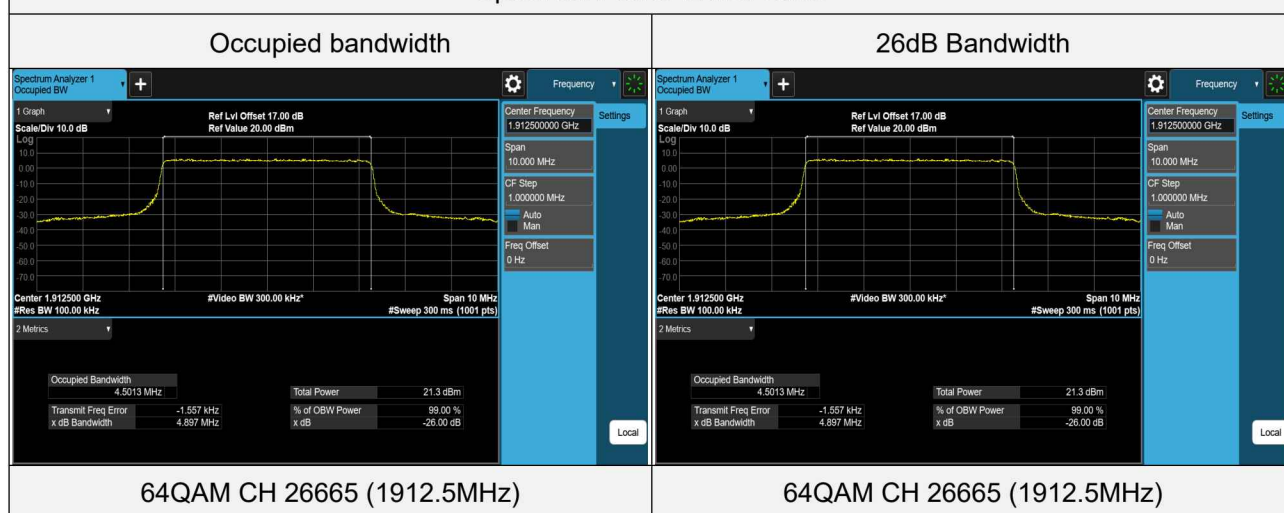 Occupied bandwidth
26dB Bandwidth
Spectrum Analyzer 1
Occupied BW
Frequency
1 Graph
Scale/Div 10.0 dB
Ref Lvl Offset 17.00 dB
Ref Value 20.00 dBm
Log
10.0
0.00
-10.0
-20.0
-30.0
-40.0
-50.0
-60.0
-70.0
Center 1.912500 GHz
#Res BW 100.00 kHz
#Video BW 300.00 kHz*
Span 10 MHz
#Sweep 300 ms (1001 pts)
Center Frequency
1.912500000 GHz
Settings
Span
10.000 MHz
CF Step
1.000000 MHz
Auto
Man
Freq Offset
0 Hz
Local
2 Metrics
Occupied Bandwidth
4.5013 MHz
Total Power 21.3 dBm
Transmit Freq Error -1.557 kHz
% of OBW Power 99.00 %
x dB Bandwidth 4.897 MHz
x dB -26.00 dB
Spectrum Analyzer 1
Occupied BW
Frequency
1 Graph
Scale/Div 10.0 dB
Ref Lvl Offset 17.00 dB
Ref Value 20.00 dBm
Log
10.0
0.00
-10.0
-20.0
-30.0
-40.0
-50.0
-60.0
-70.0
Center 1.912500 GHz
#Res BW 100.00 kHz
#Video BW 300.00 kHz*
Span 10 MHz
#Sweep 300 ms (1001 pts)
Center Frequency
1.912500000 GHz
Settings
Span
10.000 MHz
CF Step
1.000000 MHz
Auto
Man
Freq Offset
0 Hz
Local
2 Metrics
Occupied Bandwidth
4.5013 MHz
Total Power 21.3 dBm
Transmit Freq Error -1.557 kHz
% of OBW Power 99.00 %
x dB Bandwidth 4.897 MHz
x dB -26.00 dB
64QAM CH 26665 (1912.5MHz)
64QAM CH 26665 (1912.5MHz)